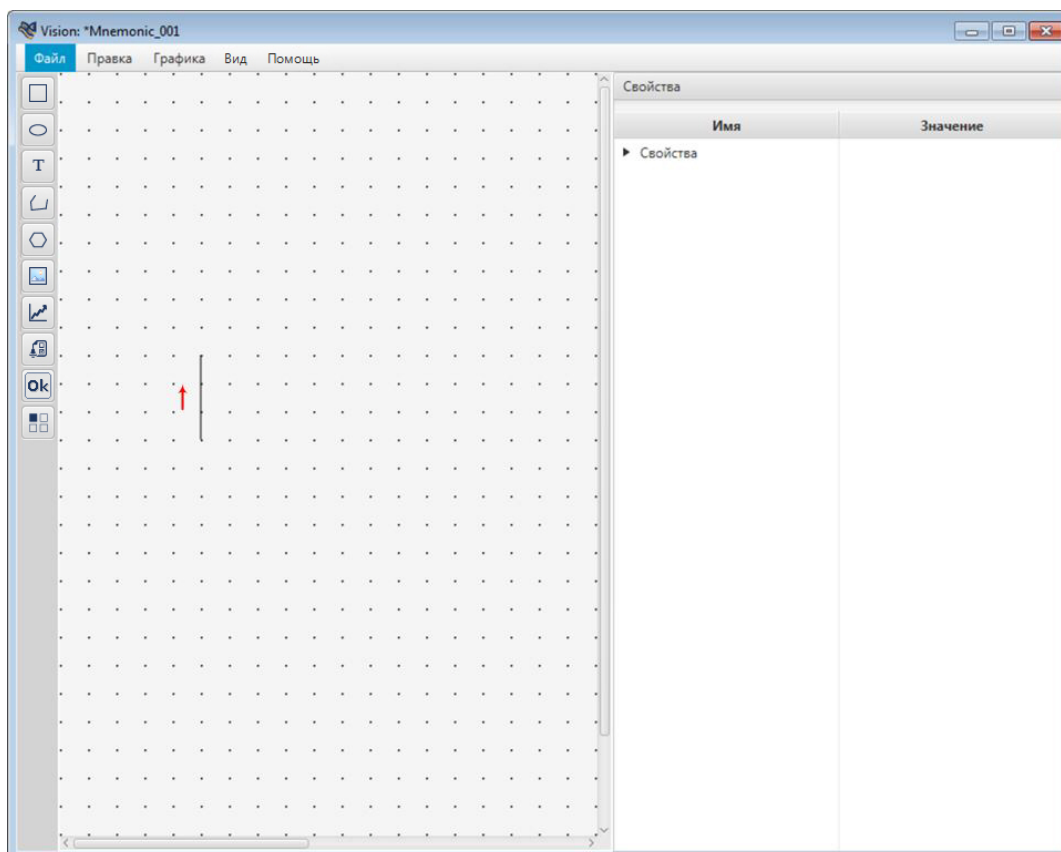 Vision: *Mnemonic_001
Файл Правка Графика Вид Помощь
Свойства
Имя Значение
Свойства
T
Ok